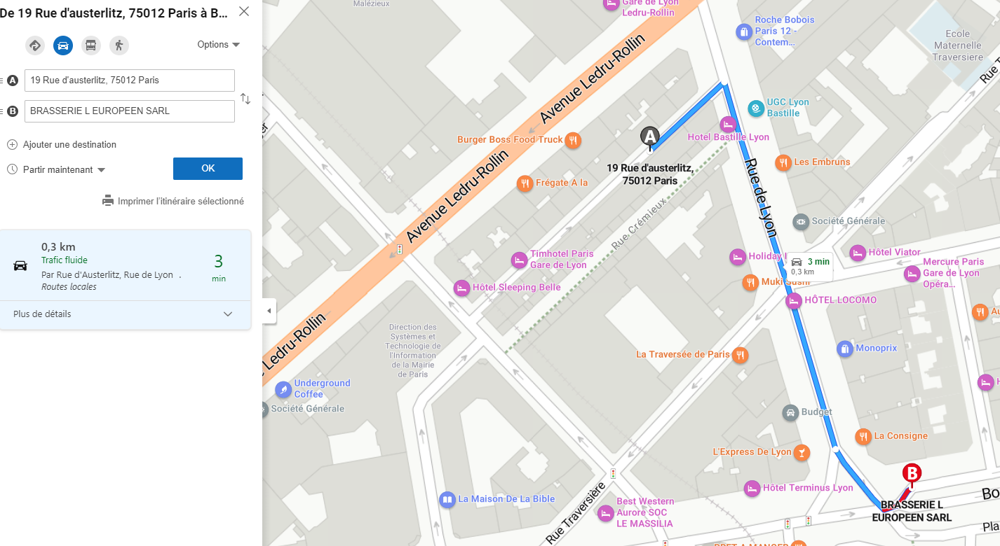 De 19 Rue d'austerlitz, 75012 Paris à B...
Options
A
19 Rue d'austerlitz, 75012 Paris
B
BRASSERIE L EUROPEEN SARL
Ajouter une destination
Partir maintenant
OK
Imprimer l'itinéraire sélectionné
0,3 km
Trafic fluide
Par Rue d'Austerlitz, Rue de Lyon .
Routes locales
3
min
Plus de détails
Malézieux
Gare de Lyon
Ledru-Rollin
Roche Bobois
Paris 12 -
Contem...
Ecole
Maternelle
Traversiere
Rue T
Avenue Ledru-Rollin
UGC Lyon
Bastille
Hotel Bastille Lyon
Burger Boss Food Truck
A
19 Rue d'austerlitz,
75012 Paris
Les Embruns
Frégate A la
Avenue Ledru-Rollin
Rue de Lyon
Rue Crémieux
Société Générale
Timhotel Paris
Gare de Lyon
Holiday I
3 min
0,3 km
Hôtel Viator
Mercure Paris
Gare de Lyon
Opéra...
Muki Sushi
Hôtel Sleeping Belle
HÔTEL LOCOMO
Au
Ledru-Rollin
Direction des
Systèmes et
Technologie de
l'Information
de la Mairie
de Paris
Monoprix
La Traversée de Paris
Underground
Coffee
Société Générale
H
Budget
La Consigne
L'Express De Lyon
B
Hôtel Terminus Lyon
BRASSERIE L
EUROPEEN SARL
Bo
La Maison De La Bible
Rue Traversière
Best Western
Aurore SOC
LE MASSILIA
Pla
PRET A MANGER